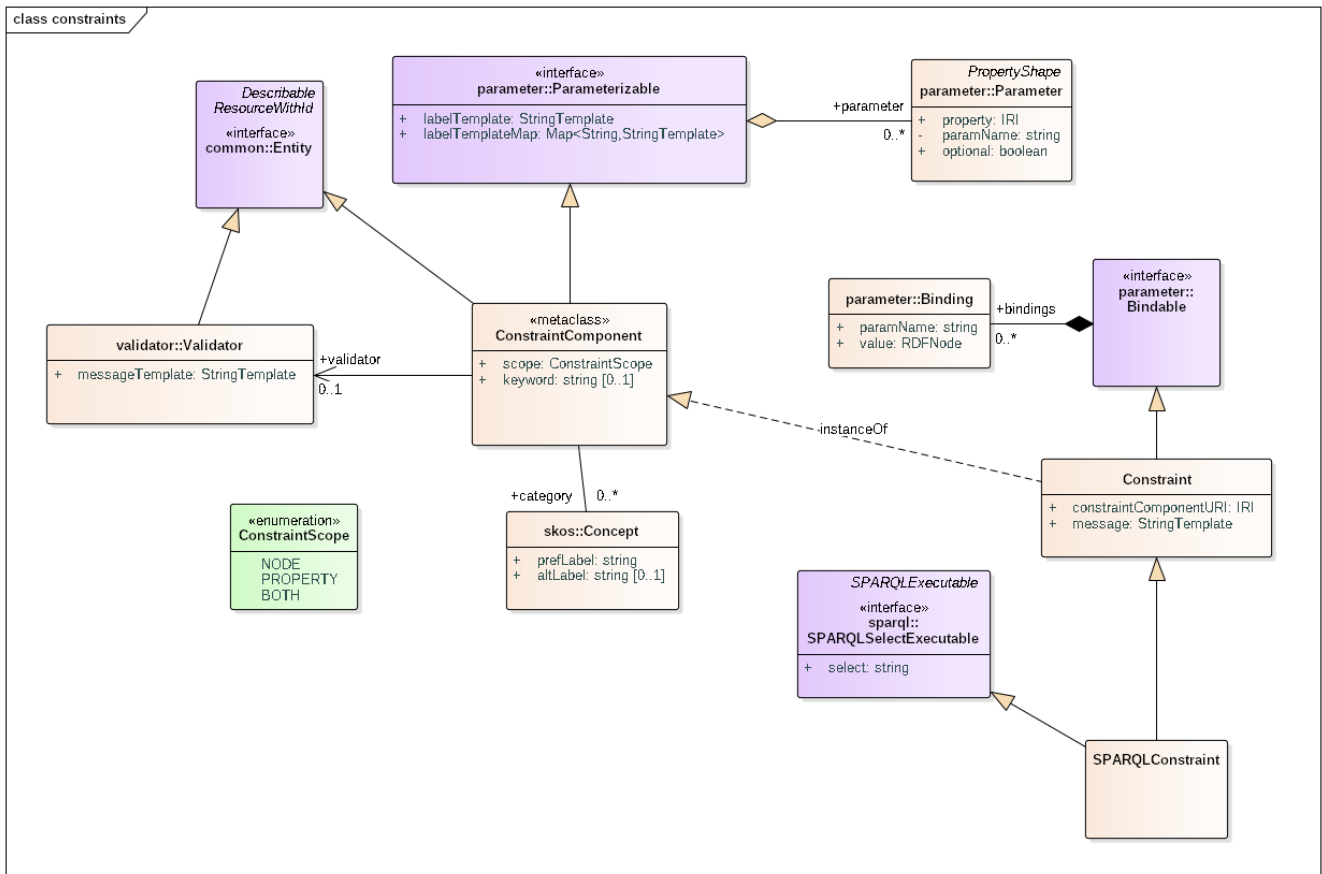 class constraints
Describable
ResourceWithId
«interface»
common::Entity
«interface»
parameter::Parameterizable
+ labelTemplate: StringTemplate
+ labelTemplateMap: Map<String,StringTemplate>
+parameter
0..*
PropertyShape
parameter::Parameter
+ property: IRI
- paramName: string
+ optional: boolean
«interface»
parameter::
Bindable
+bindings
0..*
parameter::Binding
+ paramName: string
+ value: RDFNode
validator::Validator
+ messageTemplate: StringTemplate
+validator
0..1
«metaclass»
ConstraintComponent
+ scope: ConstraintScope
+ keyword: string [0..1]
instanceOf
Constraint
+ constraintComponentURI: IRI
+ message: StringTemplate
+category 0..*
«enumeration»
ConstraintScope
NODE
PROPERTY
BOTH
skos::Concept
+ prefLabel: string
+ altLabel: string [0..1]
SPARQLExecutable
«interface»
sparql::
SPARQLSelectExecutable
+ select: string
SPARQLConstraint